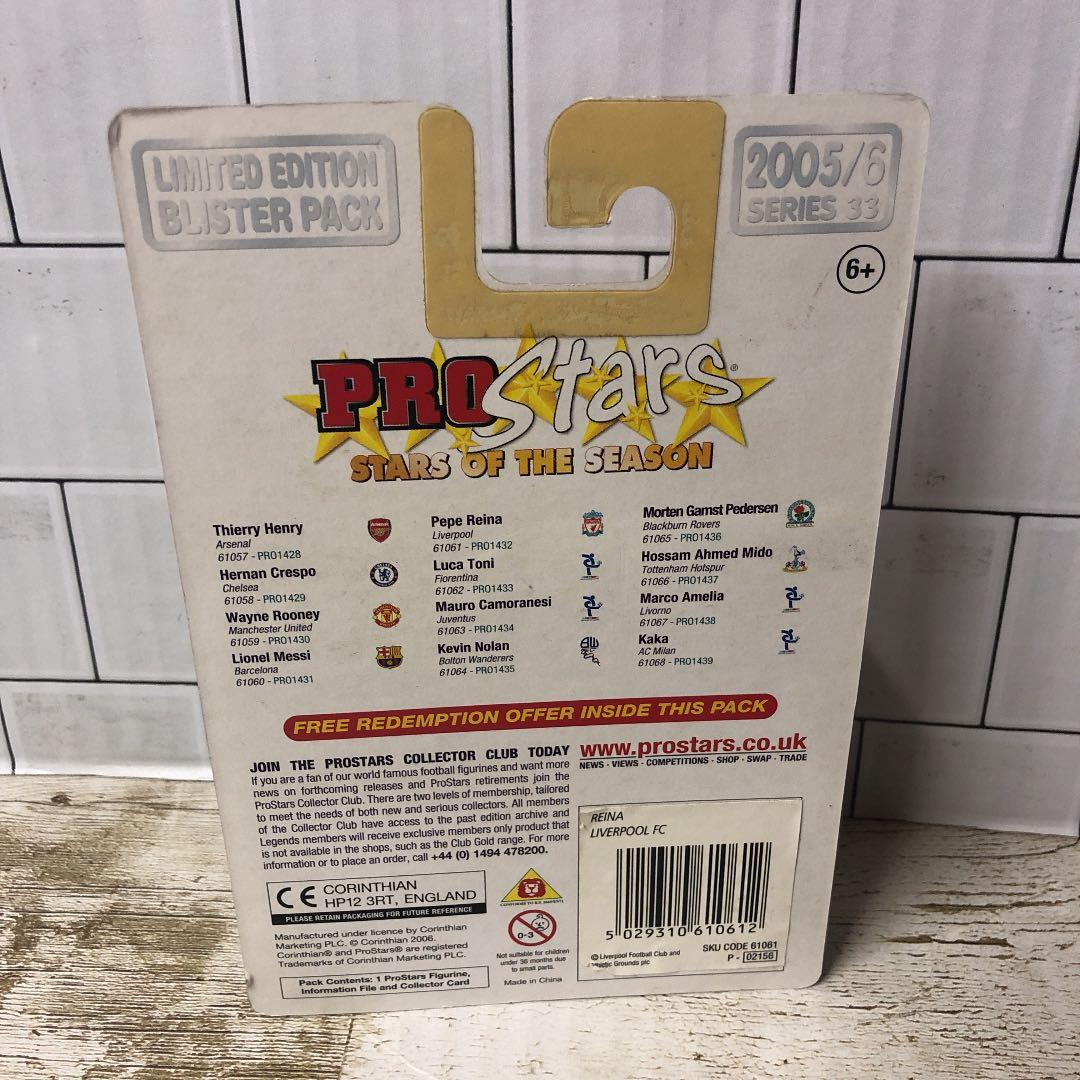 LIMITED EDITION
BLISTER PACK
2005/6
SERIES 33
6+
PROStars®
STARS OF THE SEASON
Thierry Henry
Arsenal
61057 - PRO1428
Hernan Crespo
Chelsea
61058 - PRO1429
Wayne Rooney
Manchester United
61059 - PRO1430
Lionel Messi
Barcelona
61060 - PRO1431
Pepe Reina
Liverpool
61061 - PRO1432
Luca Toni
Fiorentina
61062 - PRO1433
Mauro Camoranesi
Juventus
61063 - PRO1434
Kevin Nolan
Bolton Wanderers
61064 - PRO1435
Morten Gamst Pedersen
Blackburn Rovers
61065 - PRO1436
Hossam Ahmed Mido
Tottenham Hotspur
61066 - PRO1437
Marco Amelia
Livorno
61067 - PRO1438
Kaka
AC Milan
61068 - PRO1439
FREE REDEMPTION OFFER INSIDE THIS PACK
JOIN THE PROSTARS COLLECTOR CLUB TODAY
If you are a fan of our world famous football figurines and want more
news on forthcoming releases and ProStars retirements join the
ProStars Collector Club. There are two levels of membership, tailored
to meet the needs of both new and serious collectors. All members
of the Collector Club have access to the past edition archive and
Legends members will receive exclusive members only product that
is not available in the shops, such as the Club Gold range. For more
information or to place an order, call +44 (0) 1494 478200.
www.prostars.co.uk
NEWS · VIEWS · COMPETITIONS · SHOP · SWAP · TRADE
CE CORINTHIAN
HP12 3RT, ENGLAND
PLEASE RETAIN PACKAGING FOR FUTURE REFERENCE
Manufactured under licence by Corinthian
Marketing PLC. © Corinthian 2006.
Corinthian® and ProStars® are registered
Trademarks of Corinthian Marketing PLC.
Pack Contents: 1 ProStars Figurine,
Information File and Collector Card
0-3
Not suitable for children
under 36 months due
to small parts.
Made in China
REINA
LIVERPOOL FC
5 029310 610612
SKU CODE 61061
P - 02156
© Liverpool Football Club and
Grounds plc